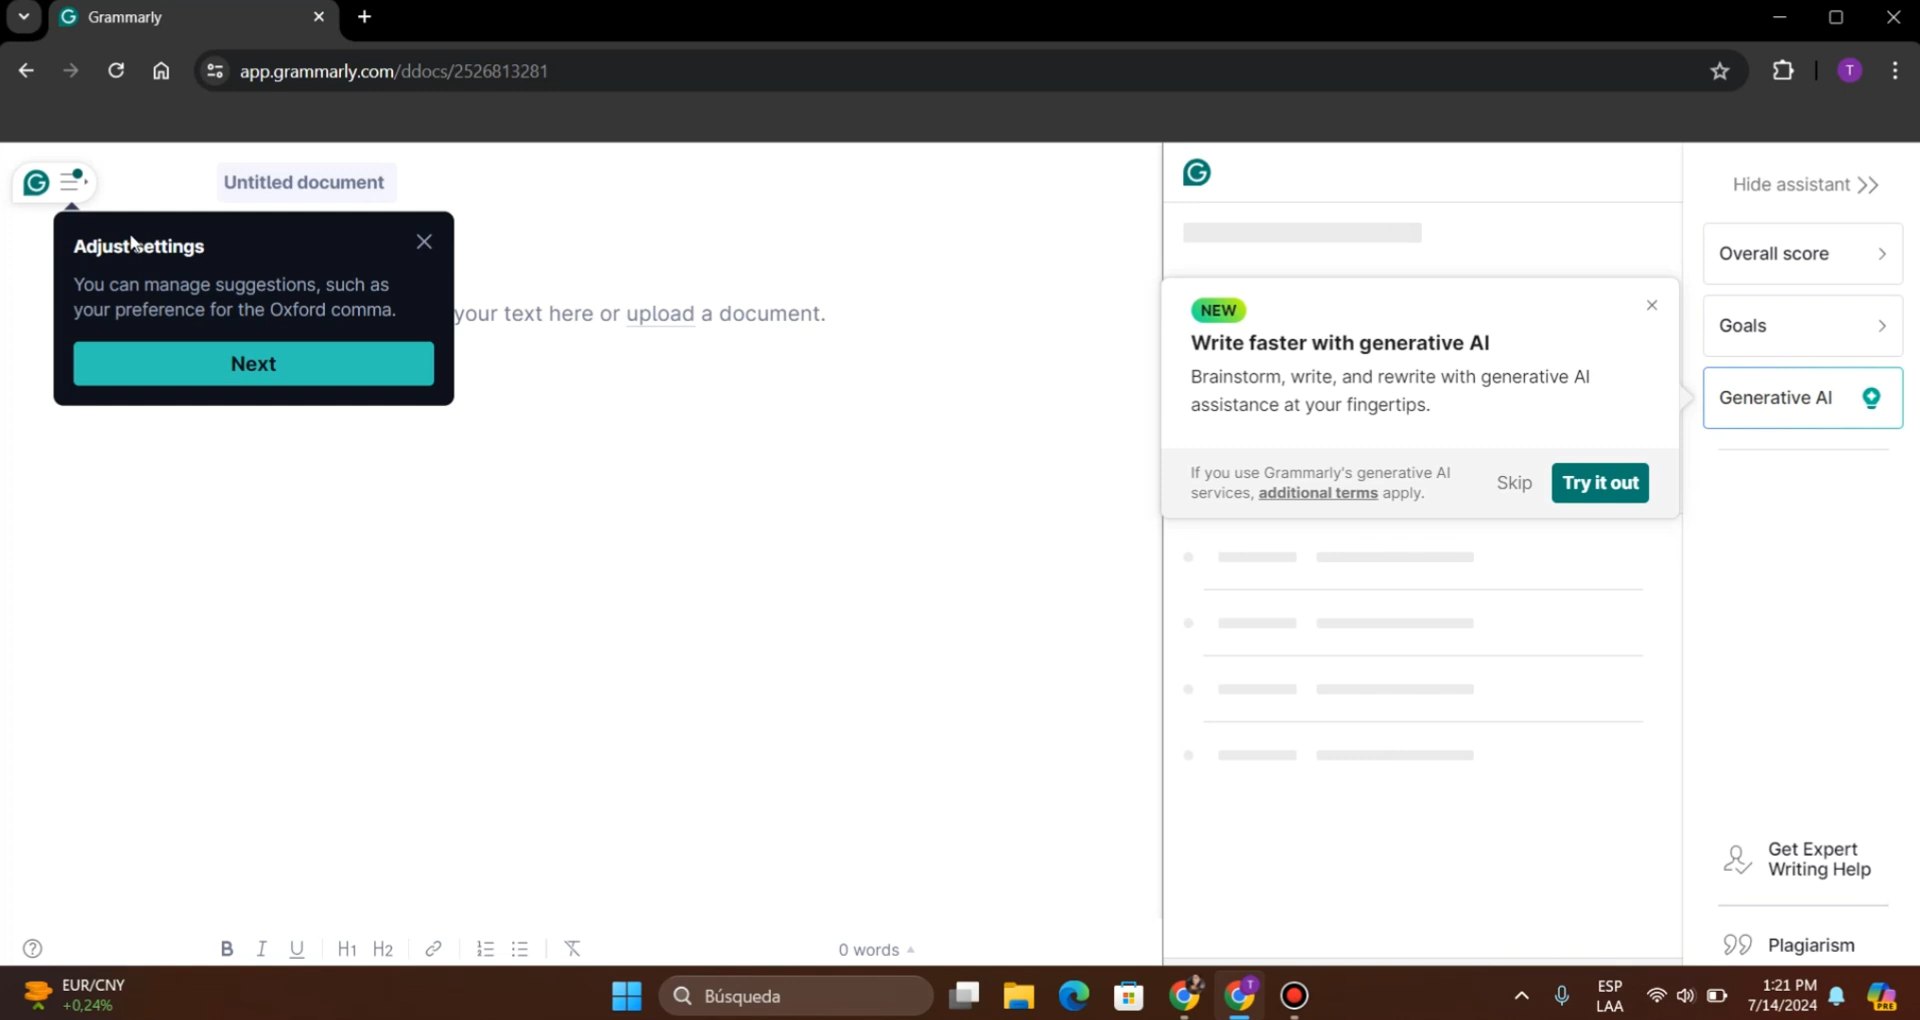 Grammarly
app.grammarly.com/ddocs/2526813281
Untitled document
Adjust settings
You can manage suggestions, such as
your preference for the Oxford comma.
Next
your text here or upload a document.
NEW
Write faster with generative AI
Brainstorm, write, and rewrite with generative AI
assistance at your fingertips.
If you use Grammarly's generative AI
services, additional terms apply.
Skip
Try it out
Hide assistant
Overall score
Goals
Generative AI
Get Expert
Writing Help
Plagiarism
B I U H1 H2
0 words
EUR/CNY
+0,24%
Búsqueda
ESP
LAA
1:21 PM
7/14/2024
T
T
PRE